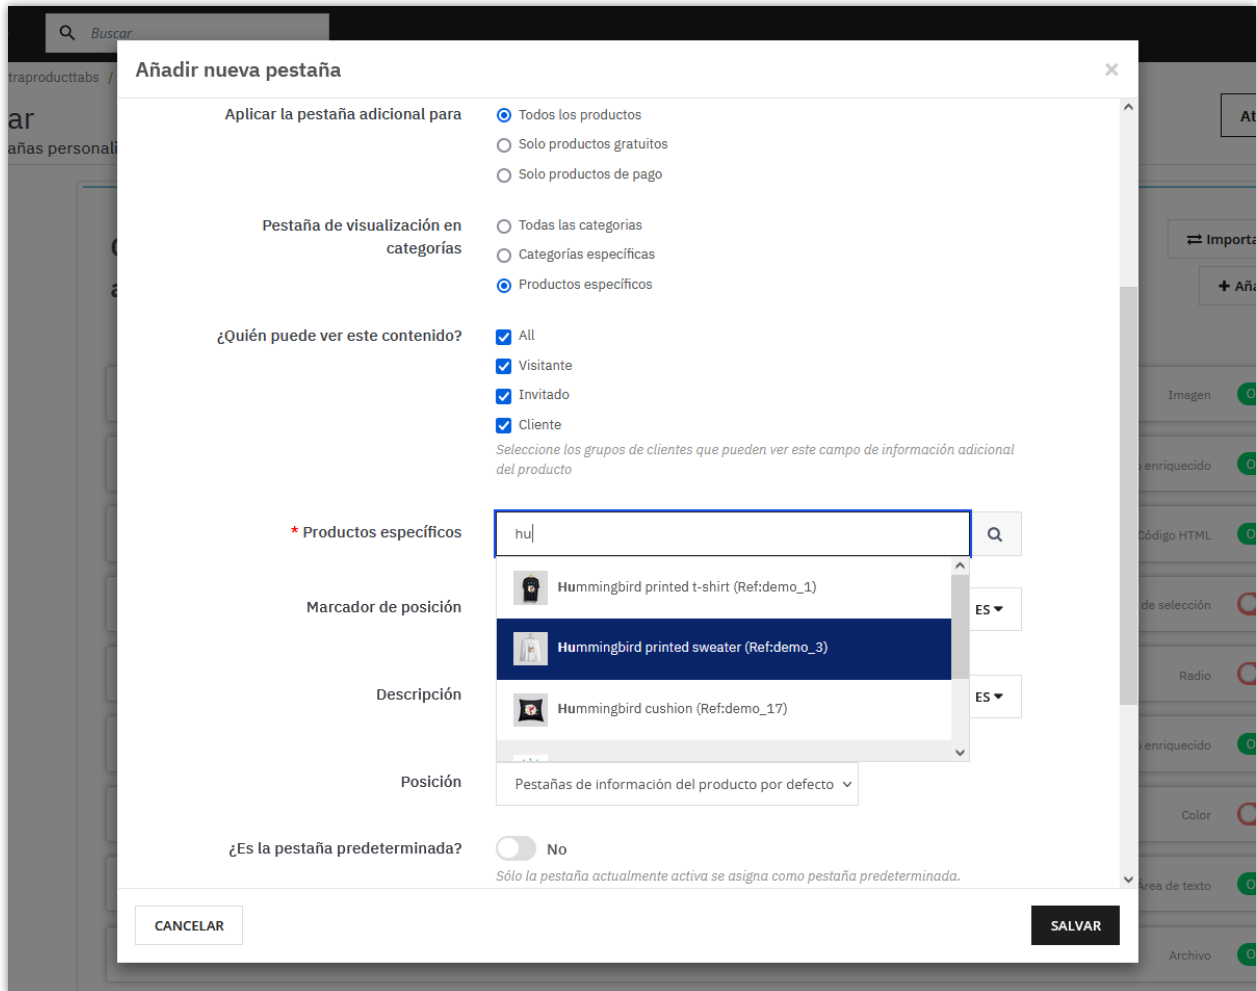 Buscar
Añadir nueva pestaña
×
traproducttabs /
ar
At
añas personali
Aplicar la pestaña adicional para
Todos los productos
Solo productos gratuitos
Solo productos de pago
Pestaña de visualización en
categorías
Todas las categorias
Categorías específicas
Productos específicos
Importa
+ Aña
¿Quién puede ver este contenido?
All
Visitante
Invitado
Cliente
Seleccione los grupos de clientes que pueden ver este campo de información adicional
del producto
Imagen
enriquecido
* Productos específicos
hu
Código HTML
Hummingbird printed t-shirt (Ref:demo_1)
Marcador de posición
ES
de selección
Hummingbird printed sweater (Ref:demo_3)
Radio
Descripción
Hummingbird cushion (Ref:demo_17)
ES
enriquecido
Posición
Pestañas de información del producto por defecto
Color
¿Es la pestaña predeterminada?
No
Sólo la pestaña actualmente activa se asigna como pestaña predeterminada.
Área de texto
CANCELAR
SALVAR
Archivo